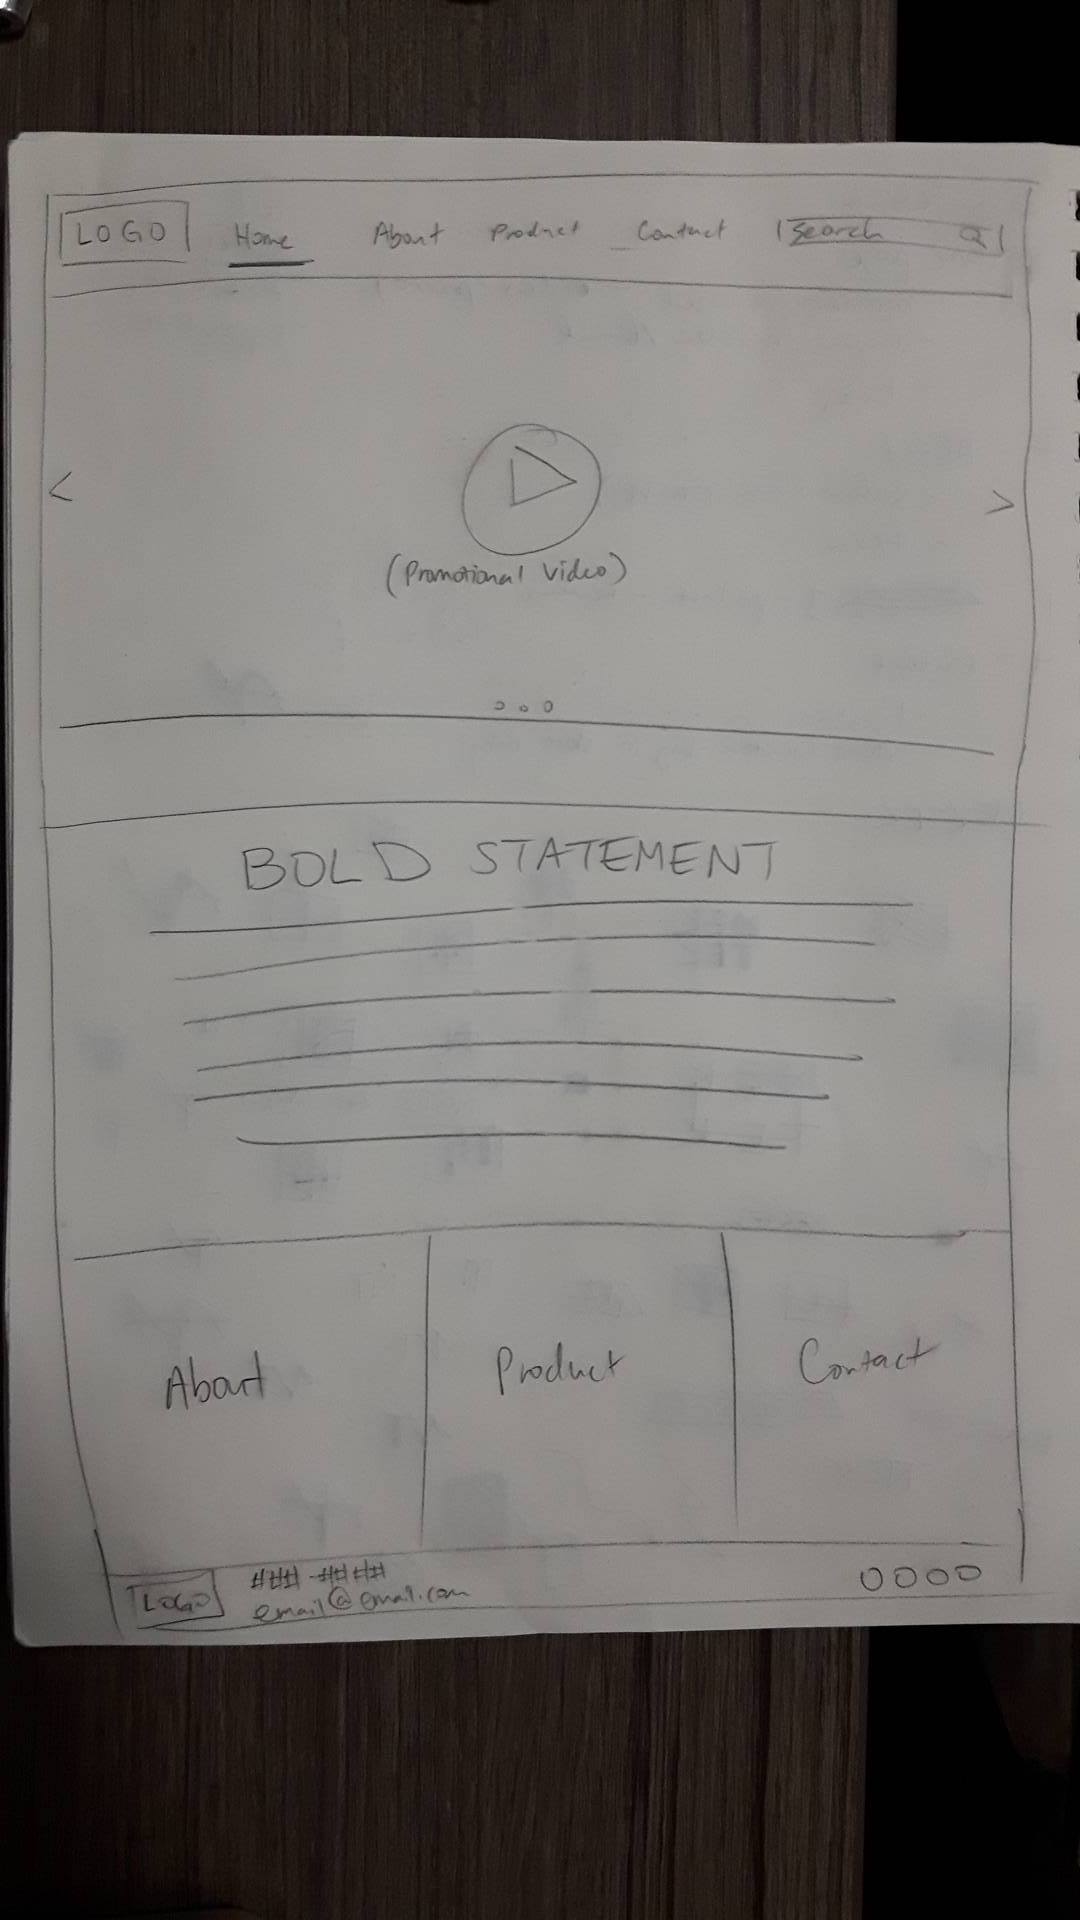 LOGO Home About Product Contact Search
(Promotional Video)
BOLD STATEMENT
About Product Contact
LOGO ###-####
email@email.com